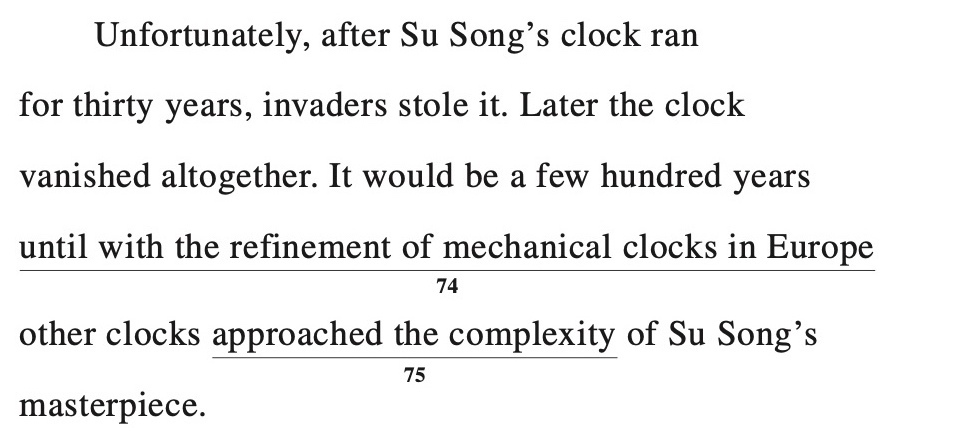 Unfortunately, after Su Song’s clock ran
for thirty years, invaders stole it. Later the clock
vanished altogether. It would be a few hundred years
until with the refinement of mechanical clocks in Europe
74
other clocks approached the complexity of Su Song’s
75
masterpiece.